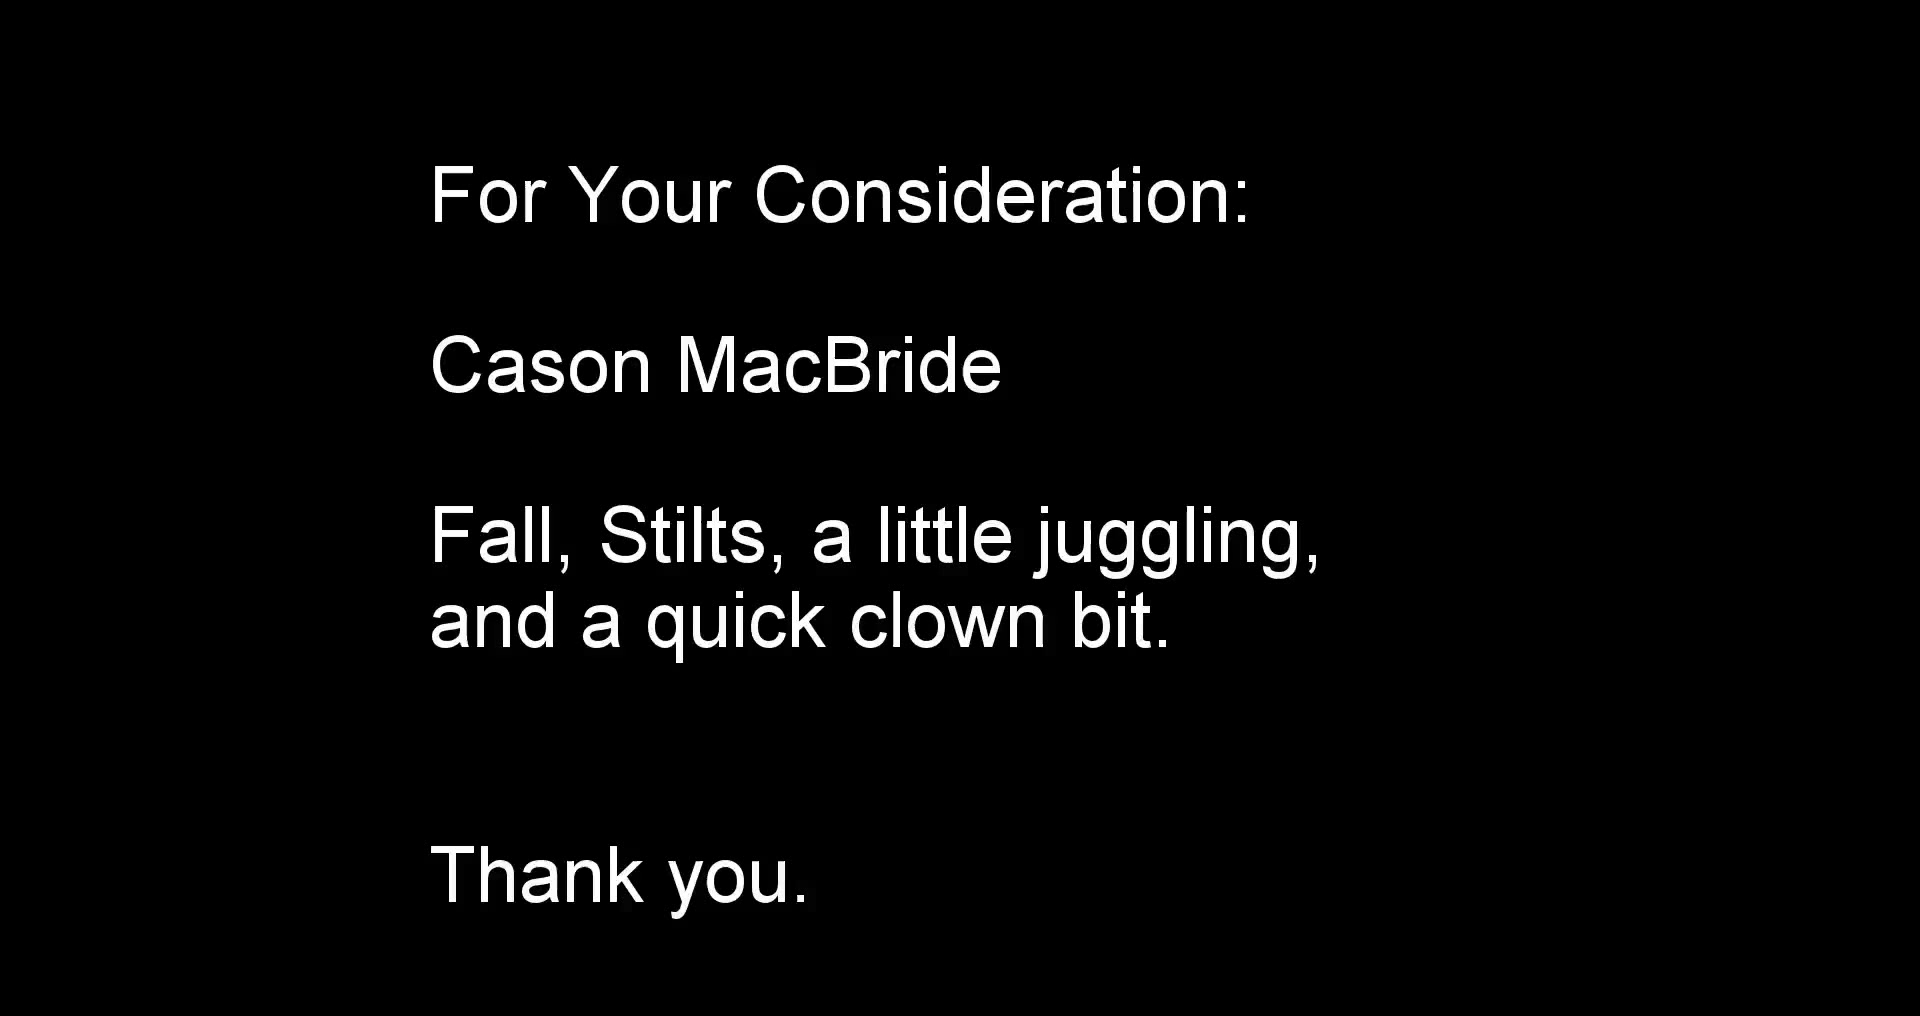 For Your Consideration:
Cason MacBride
Fall, Stilts, a little juggling,
and a quick clown bit.
Thank you.